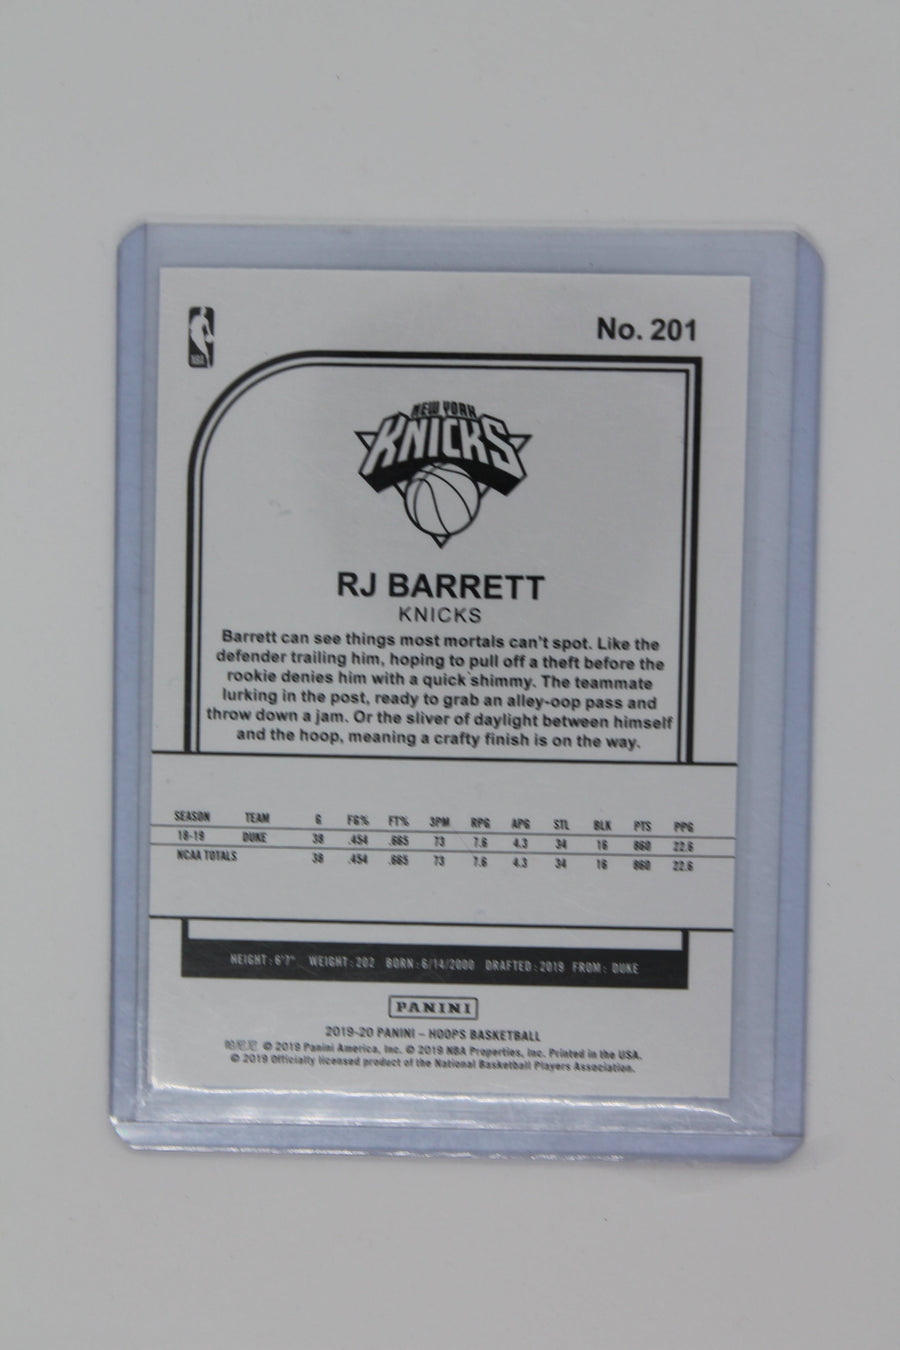 NBA
No. 201
NEW YORK
KNICKS
RJ BARRETT
KNICKS
Barrett can see things most mortals can't spot. Like the
defender trailing him, hoping to pull off a theft before the
rookie denies him with a quick shimmy. The teammate
lurking in the post, ready to grab an alley-oop pass and
throw down a jam. Or the sliver of daylight between himself
and the hoop, meaning a crafty finish is on the way.
SEASON TEAM G FG% FT% 3PM RPG APG STL BLK PTS PPG
18-19 DUKE 38 .454 .665 73 7.6 4.3 34 16 860 22.6
NCAA TOTALS 38 .454 .665 73 7.6 4.3 34 16 860 22.6
HEIGHT: 6'7" WEIGHT: 202 BORN: 6/14/2000 DRAFTED: 2019 FROM: DUKE
PANINI
2019-20 PANINI – HOOPS BASKETBALL
帕尼尼 © 2019 Panini America, Inc. © 2019 NBA Properties, Inc. Printed in the USA.
© 2019 Officially licensed product of the National Basketball Players Association.